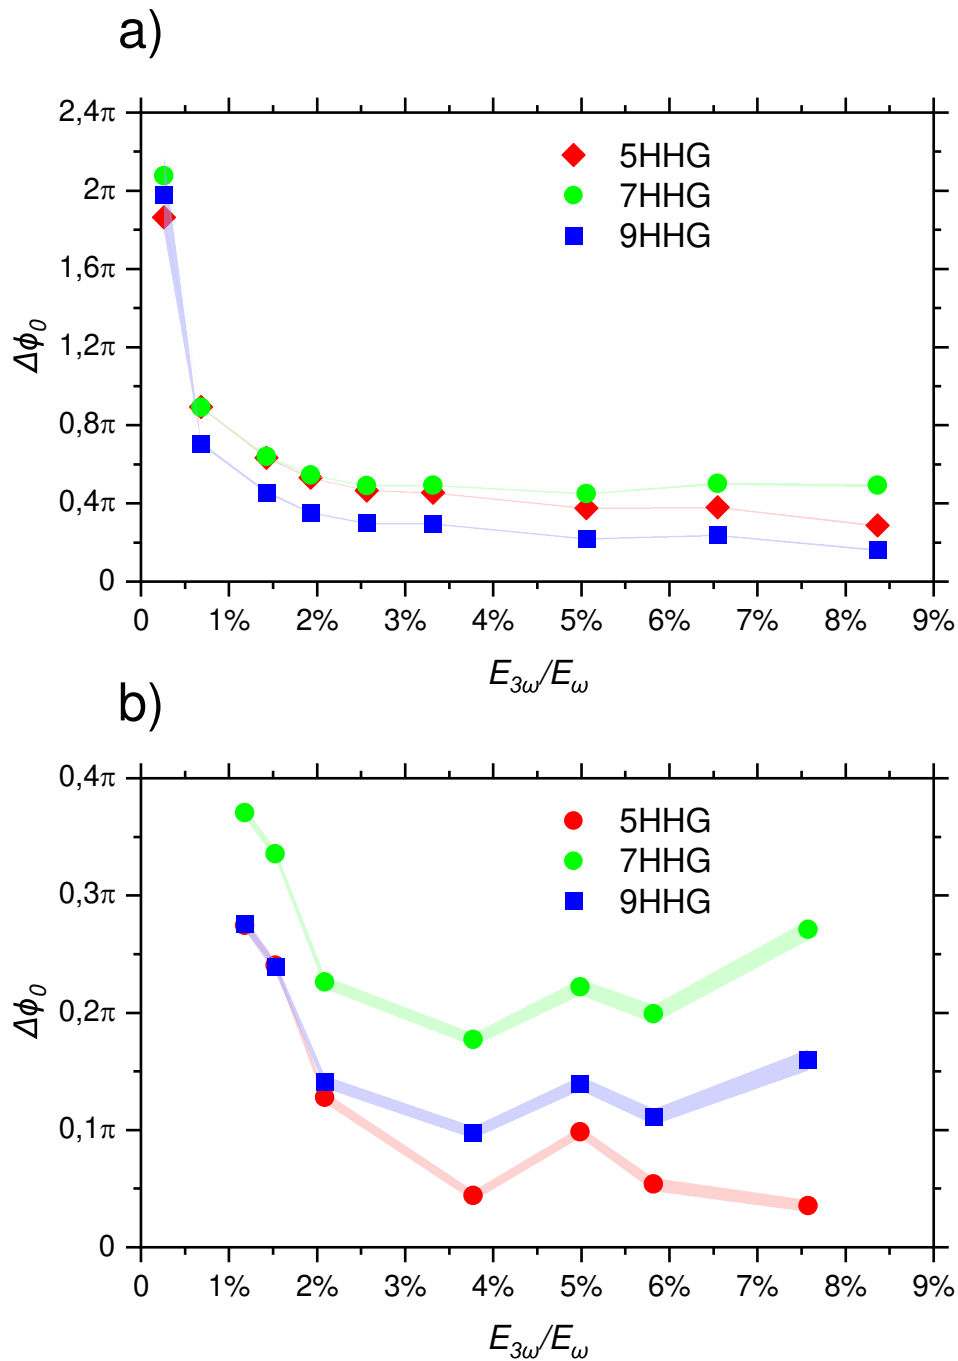 a)
2,4π
2π
1,6π
1,2π
0,8π
0,4π
0
Δϕ0
5HHG
7HHG
9HHG
0 1% 2% 3% 4% 5% 6% 7% 8% 9%
E3ω/Eω
b)
0,4π
0,3π
0,2π
0,1π
0
Δϕ0
5HHG
7HHG
9HHG
0 1% 2% 3% 4% 5% 6% 7% 8% 9%
E3ω/Eω